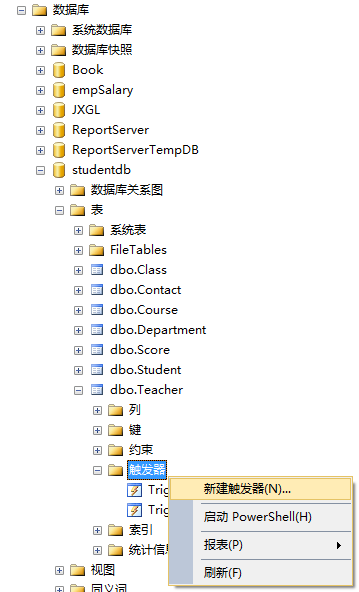 数据库
系统数据库
数据库快照
Book
empSalary
JXGL
ReportServer
ReportServerTempDB
studentdb
数据库关系图
表
系统表
FileTables
dbo.Class
dbo.Contact
dbo.Course
dbo.Department
dbo.Score
dbo.Student
dbo.Teacher
列
键
约束
触发器
新建触发器(N)...
Trig
启动 PowerShell(H)
Trig
索引
报表(P)
统计信息
视图
刷新(F)
同义词